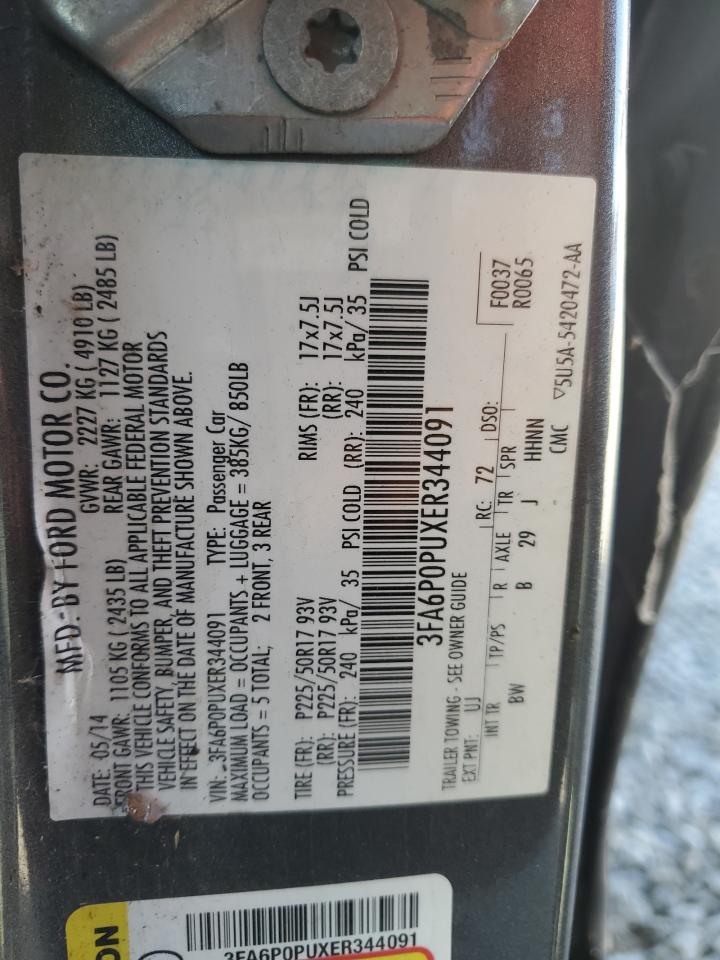 MFD. BY FORD MOTOR CO.
DATE: 05/14 GVWR: 2227 KG ( 4910 LB)
FRONT GAWR: 1105 KG ( 2435 LB) REAR GAWR: 1127 KG ( 2485 LB)
THIS VEHICLE CONFORMS TO ALL APPLICABLE FEDERAL MOTOR
VEHICLE SAFETY, BUMPER, AND THEFT PREVENTION STANDARDS
IN EFFECT ON THE DATE OF MANUFACTURE SHOWN ABOVE.
VIN: 3FA6P0PUXER344091 TYPE: Passenger Car
MAXIMUM LOAD = OCCUPANTS + LUGGAGE = 385KG/ 850LB
OCCUPANTS = 5 TOTAL; 2 FRONT, 3 REAR
TIRE (FR): P225/50R17 93V RIMS (FR): 17x7.5J
(RR): P225/50R17 93V (RR): 17x7.5J
PRESSURE (FR): 240 kPa/ 35 PSI COLD (RR): 240 kPa/ 35 PSI COLD
3FA6P0PUXER344091
TRAILER TOWING - SEE OWNER GUIDE
EXT PNT: UJ RC: 72 DSO: F0037
R0065
INT TR TP/PS R AXLE TR SPR
BW B 29 J HHNN
CMC ▽5U5A-5420472-AA
ON
3FA6P0PUXER344091